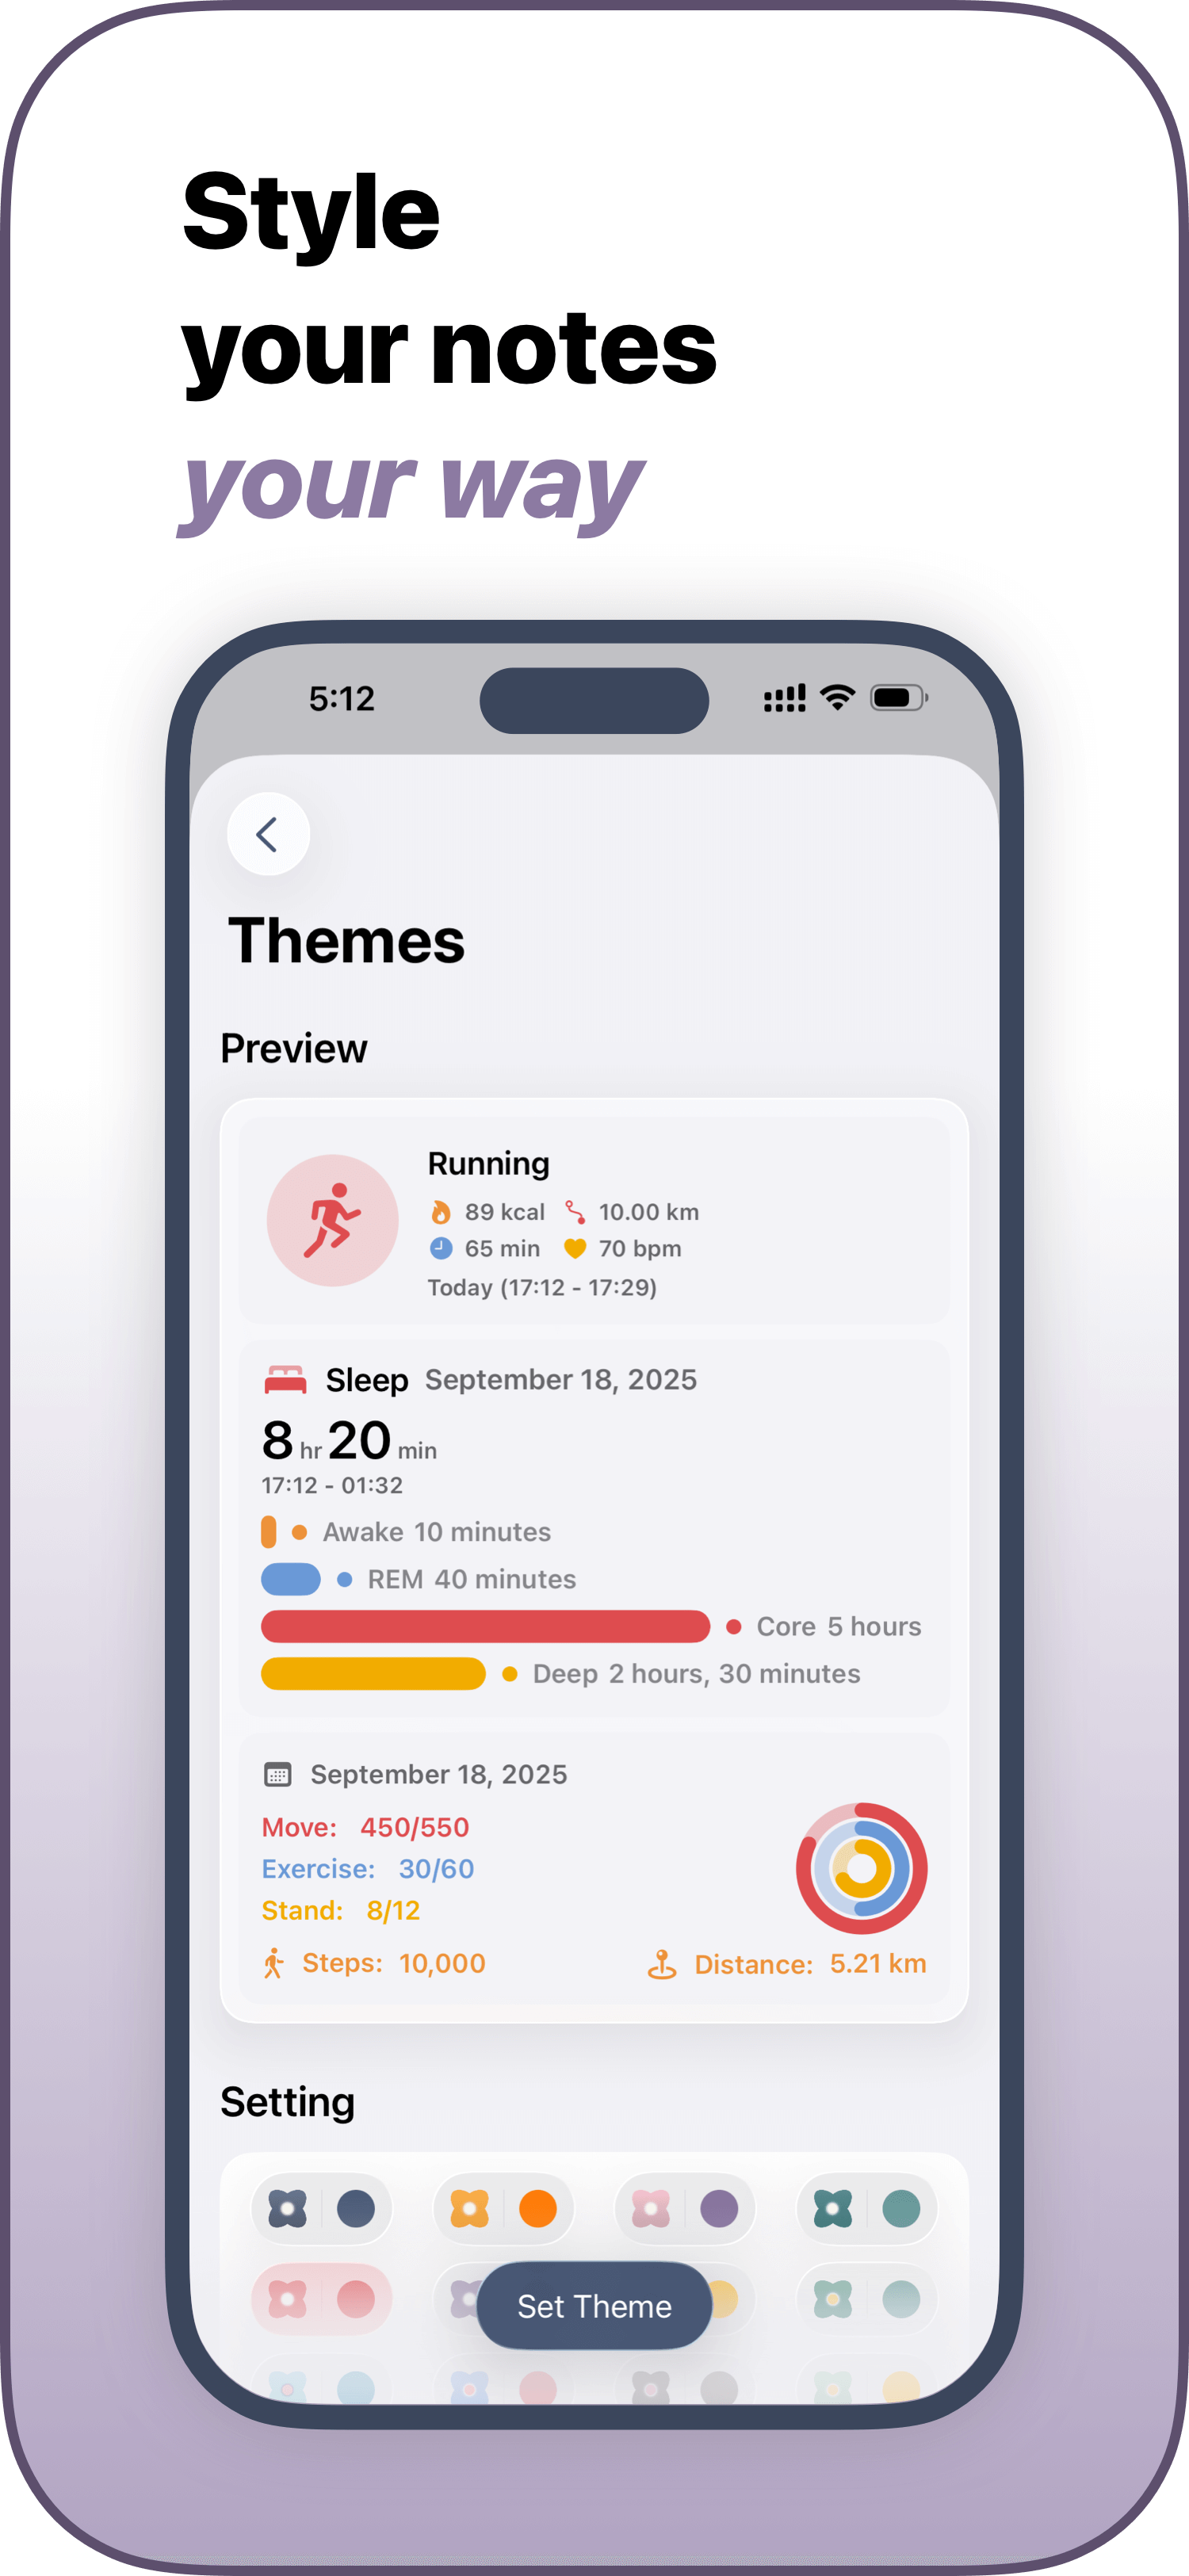 Style
your notes
your way
5:12
Themes
Preview
Running
89 kcal 10.00 km
65 min 70 bpm
Today (17:12 - 17:29)
Sleep September 18, 2025
8 hr 20 min
17:12 - 01:32
Awake 10 minutes
REM 40 minutes
Core 5 hours
Deep 2 hours, 30 minutes
September 18, 2025
Move: 450/550
Exercise: 30/60
Stand: 8/12
Steps: 10,000 Distance: 5.21 km
Setting
Set Theme